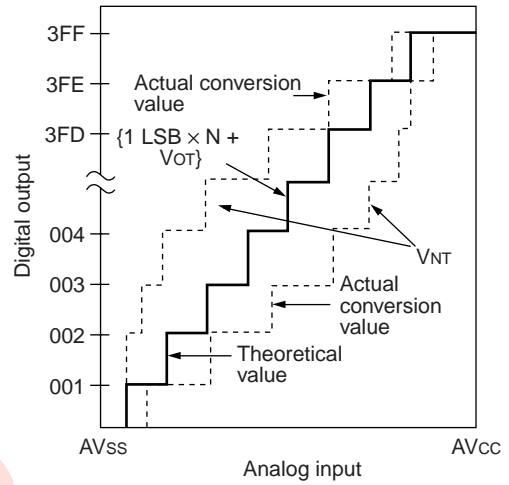 3FF
3FE
Actual conversion
value
3FD
{1 LSB × N +
VOT}
Digital output
004
VNT
003
Actual
conversion
value
002
Theoretical
value
001
AVSS
AVCC
Analog input